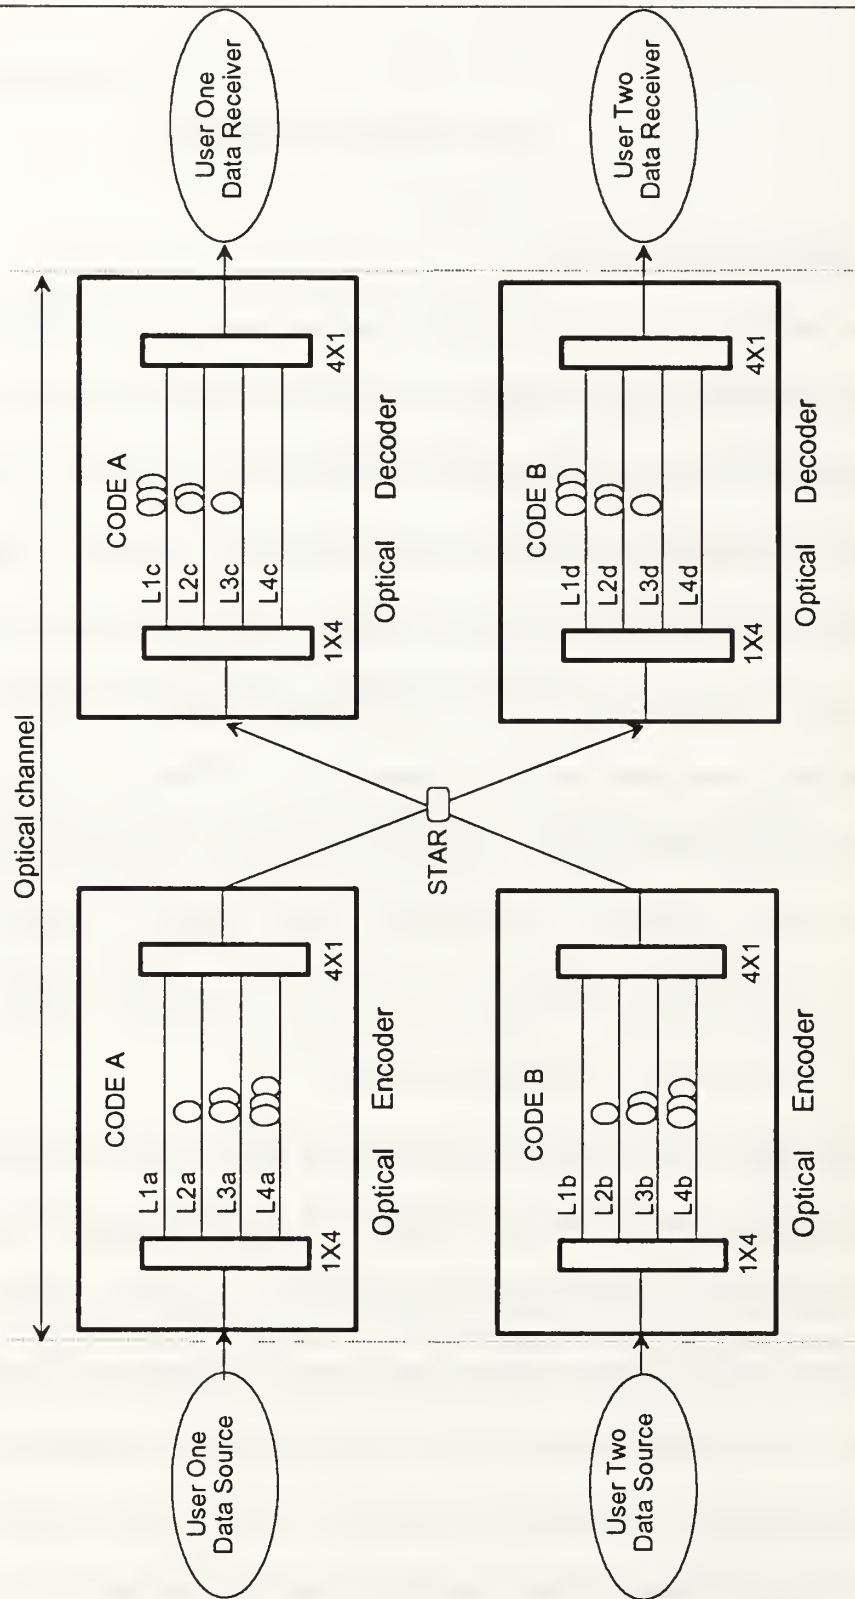 Optical channel
User One
Data Source
CODE A
L1a
L2a
L3a
L4a
1X4
4X1
Optical Encoder
User Two
Data Source
CODE B
L1b
L2b
L3b
L4b
1X4
4X1
Optical Encoder
STAR
CODE A
L1c
L2c
L3c
L4c
1X4
4X1
Optical Decoder
User One
Data Receiver
CODE B
L1d
L2d
L3d
L4d
1X4
4X1
Optical Decoder
User Two
Data Receiver